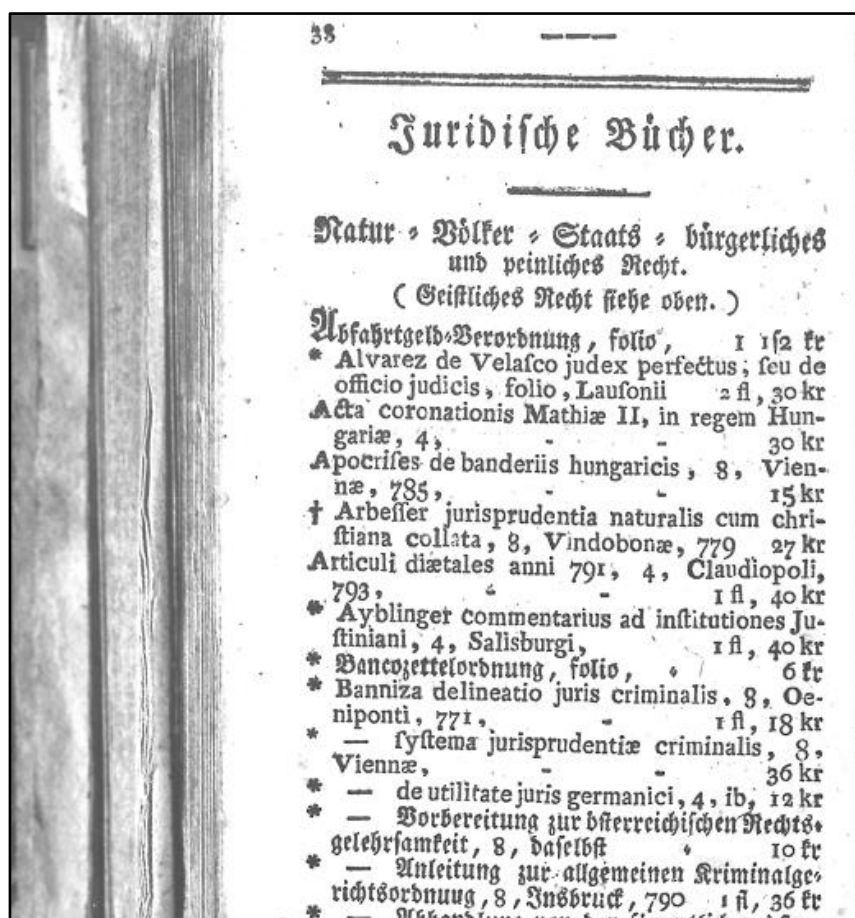 38 ———
Juridiſche Bücher.
Natur⸗Völker⸗Staats⸗bürgerliches
und peinliches Recht.
( Geiſtliches Recht ſiehe oben. )
Abfahrtgeld⸗Verordnung, folio, 1 1ſ2 kr
* Alvarez de Velaſco judex perfectus; ſeu de
officio judicis, folio, Lauſonii 2 fl, 30 kr
Acta coronationis Mathiæ II, in regem Hun-
gariæ, 4, - - 30 kr
Apocriſes de banderiis hungaricis, 8, Vien-
næ, 785, - - 15 kr
† Arbeſſer jurisprudentia naturalis cum chri-
ſtiana collata, 8, Vindobonæ, 779 27 kr
Articuli diætales anni 791, 4, Claudiopoli,
793, - - 1 fl, 40 kr
* Ayblinger commentarius ad inſtitutiones Ju-
ſtiniani, 4, Salisburgi, 1 fl, 40 kr
* Bancozettelordnung, folio, ⸗ 6 kr
* Banniza delineatio juris criminalis, 8, Oe-
niponti, 771, - 1 fl, 18 kr
* — ſyſtema jurisprudentiæ criminalis, 8,
Viennæ, - - 36 kr
* — de utilitate juris germanici, 4, ib, 12 kr
* — Vorbereitung zur öſterreichiſchen Rechts⸗
gelehrſamkeit, 8, daſelbſt ⸗ 10 kr
* — Anleitung zur allgemeinen Kriminalge⸗
richtsordnuug, 8, Insbruck, 790 1 fl, 36 kr
* — Abhandlung von den